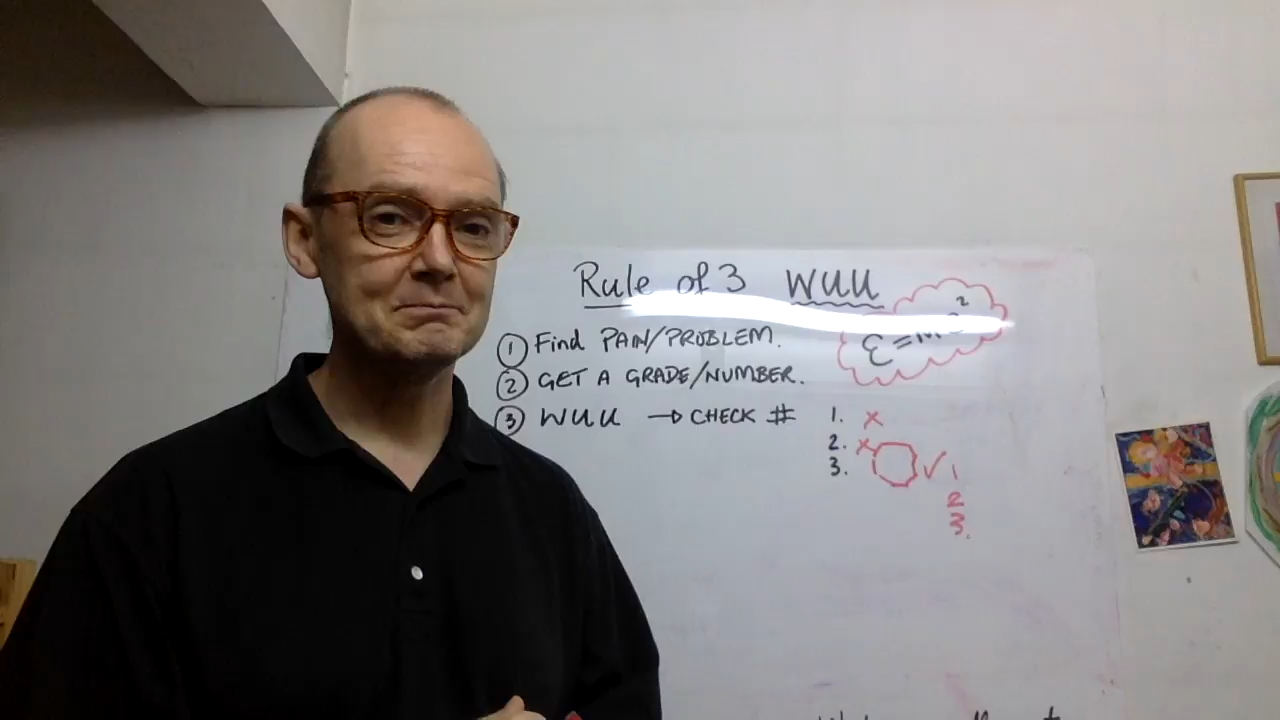 Rule of 3 WUU
① Find PAIN/PROBLEM.
② GET A GRADE/NUMBER.
③ WUU → CHECK #
E=MC²
1. X
2. X
3. ✓ 1
2
3.